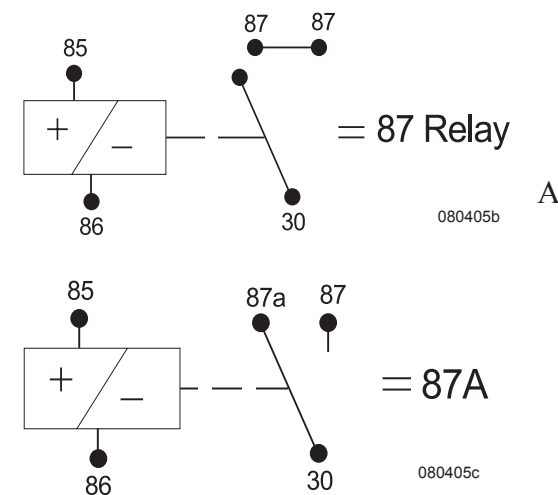 87 87
85
+ − = 87 Relay
86 30 080405b A
85 87a 87
+ − = 87A
86 30 080405c